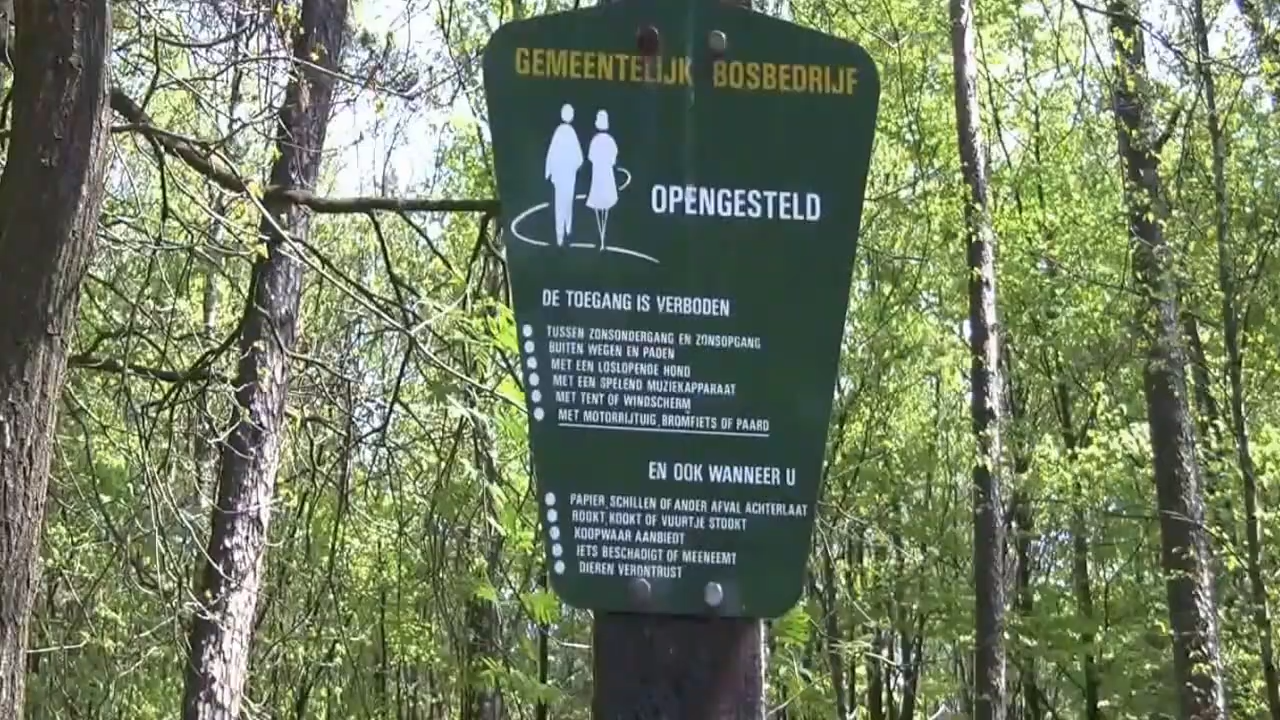 GEMEENTELIJK BOSBEDRIJF
OPENGESTELD
DE TOEGANG IS VERBODEN
TUSSEN ZONSONDERGANG EN ZONSOPGANG
BUITEN WEGEN EN PADEN
MET EEN LOSLOPENDE HOND
MET EEN SPELEND MUZIEKAPPARAAT
MET TENT OF WINDSCHERM
MET MOTORRIJTUIG, BROMFIETS OF PAARD
EN OOK WANNEER U
PAPIER, SCHILLEN OF ANDER AFVAL ACHTERLAAT
ROOKT, KOOKT OF VUURTJE STOOKT
KOOPWAAR AANBIEDT
IETS BESCHADIGT OF MEENEEMT
DIEREN VERONTRUST